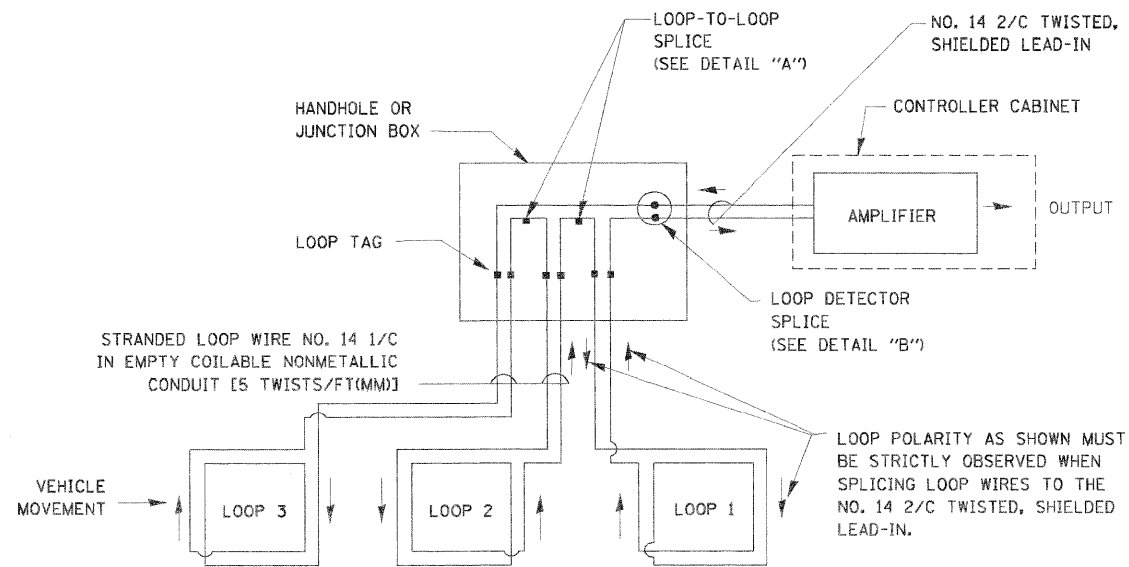 LOOP-TO-LOOP
SPLICE
(SEE DETAIL "A")
NO. 14 2/C TWISTED,
SHIELDED LEAD-IN
HANDHOLE OR
JUNCTION BOX
CONTROLLER CABINET
AMPLIFIER
OUTPUT
LOOP TAG
LOOP DETECTOR
SPLICE
(SEE DETAIL "B")
STRANDED LOOP WIRE NO. 14 1/C
IN EMPTY COILABLE NONMETALLIC
CONDUIT [5 TWISTS/FT(MM)]
LOOP POLARITY AS SHOWN MUST
BE STRICTLY OBSERVED WHEN
SPLICING LOOP WIRES TO THE
NO. 14 2/C TWISTED, SHIELDED
LEAD-IN.
VEHICLE
MOVEMENT
LOOP 3
LOOP 2
LOOP 1